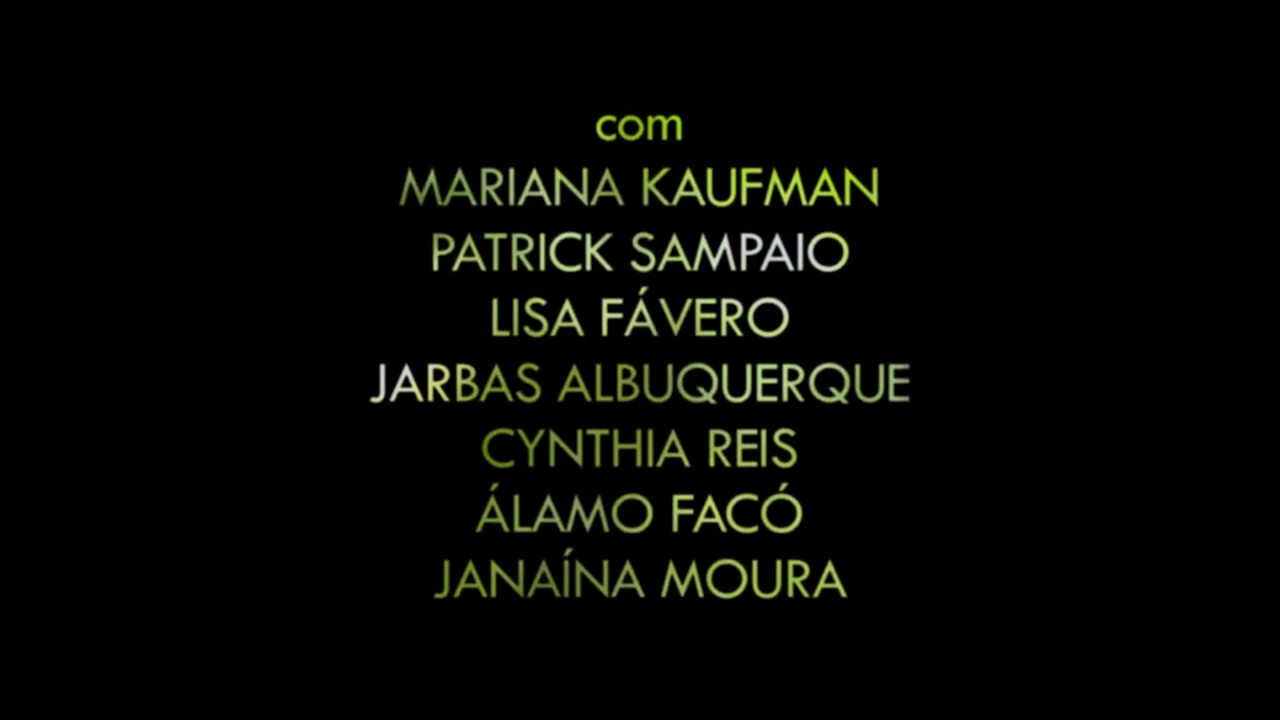 com
MARIANA KAUFMAN
PATRICK SAMPAIO
LISA FÁVERO
JARBAS ALBUQUERQUE
CYNTHIA REIS
ÁLAMO FACÓ
JANAÍNA MOURA